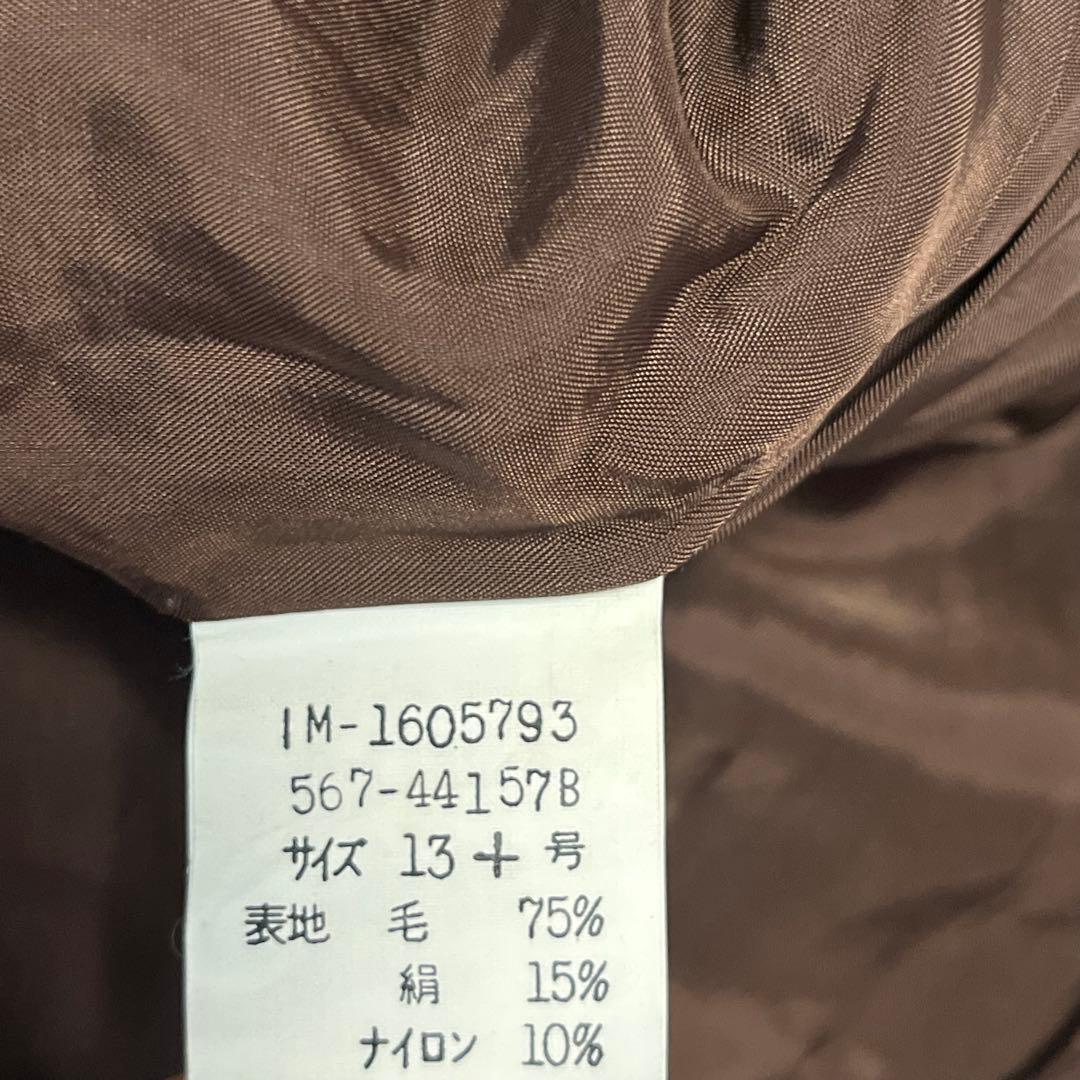 IM-1605793
567-44157B
サイズ 13+号
表地 毛 75%
絹 15%
ナイロン 10%